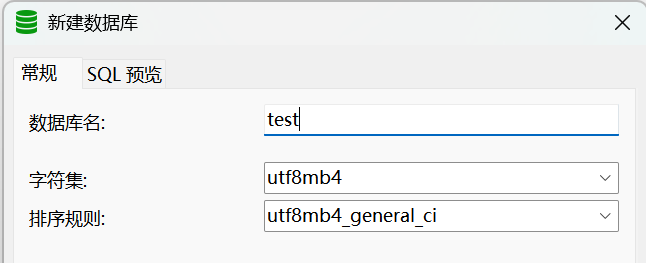 新建数据库
常规 SQL 预览
数据库名: test
字符集: utf8mb4
排序规则: utf8mb4_general_ci